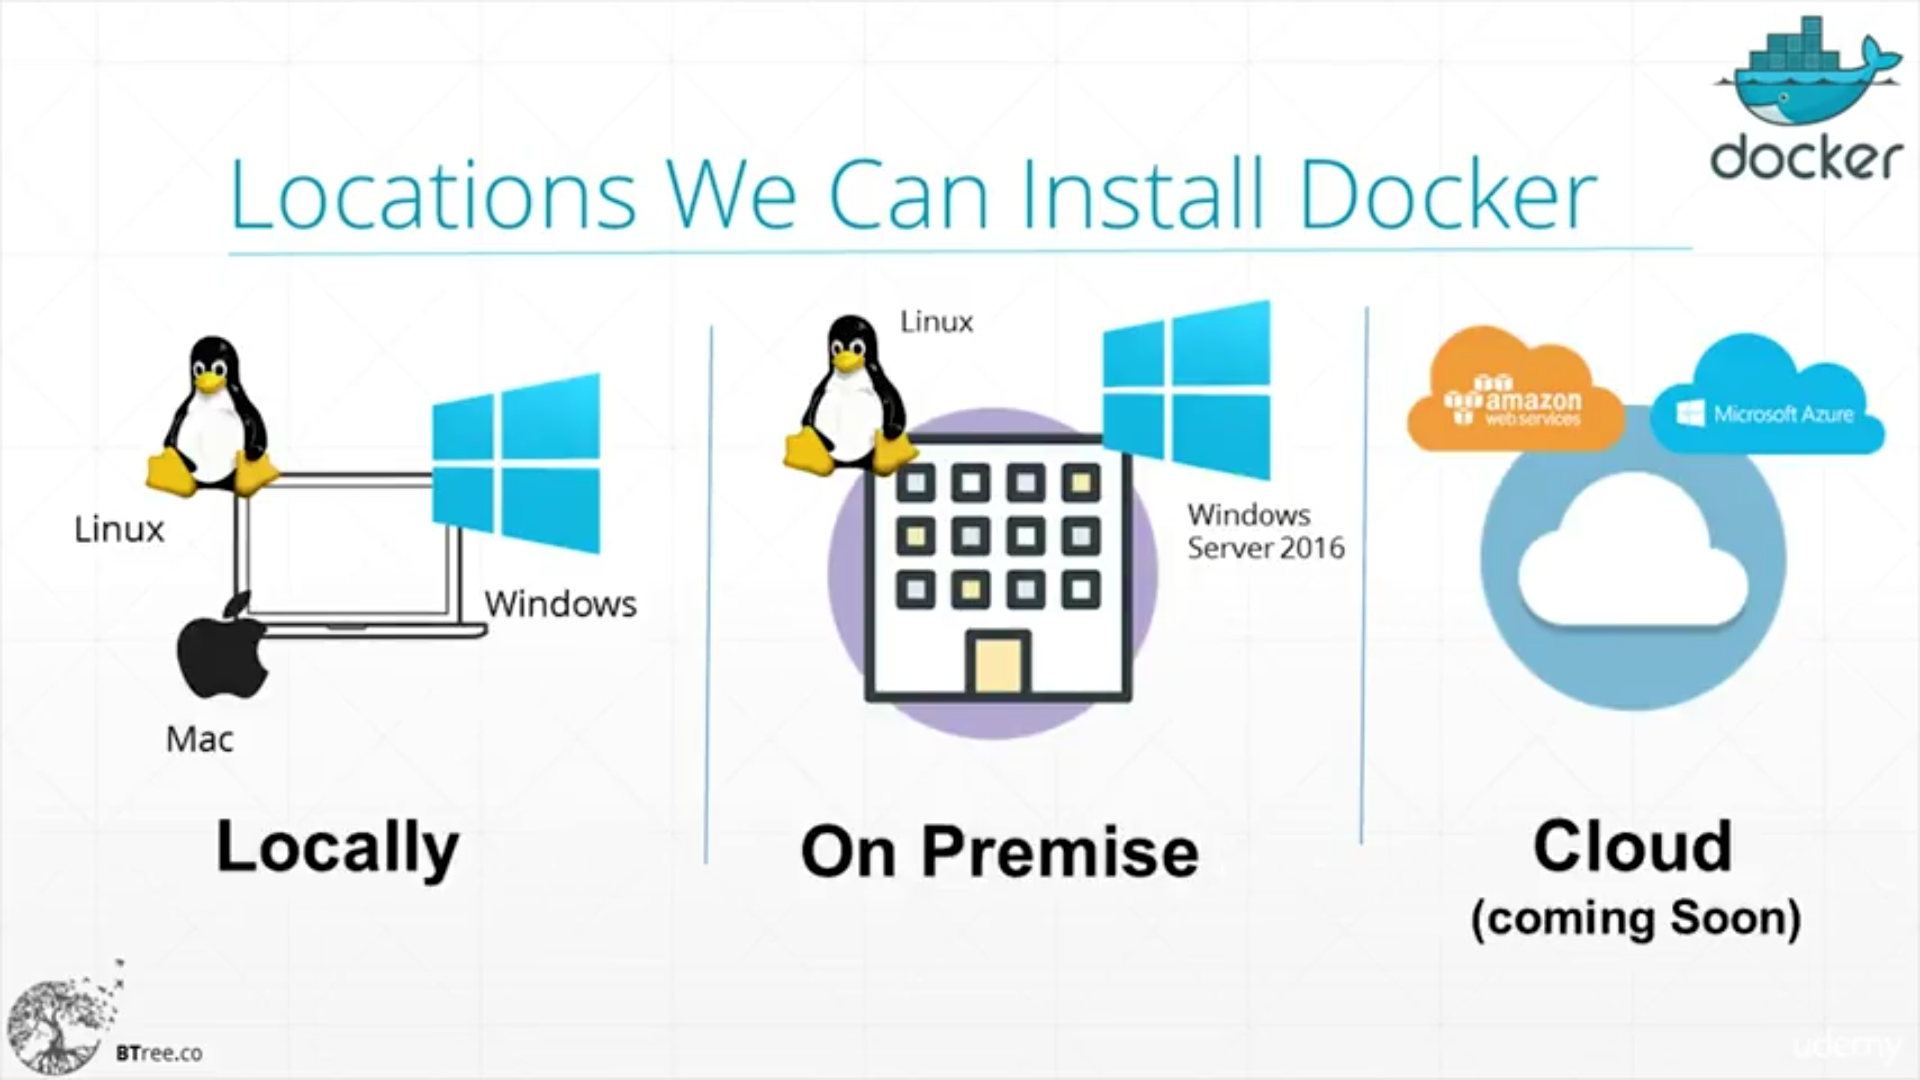 docker
Locations We Can Install Docker
Linux
Windows
Mac
Locally
Linux
Windows
Server 2016
On Premise
amazon
web services
Microsoft Azure
Cloud
(coming Soon)
BTree.co
udemy